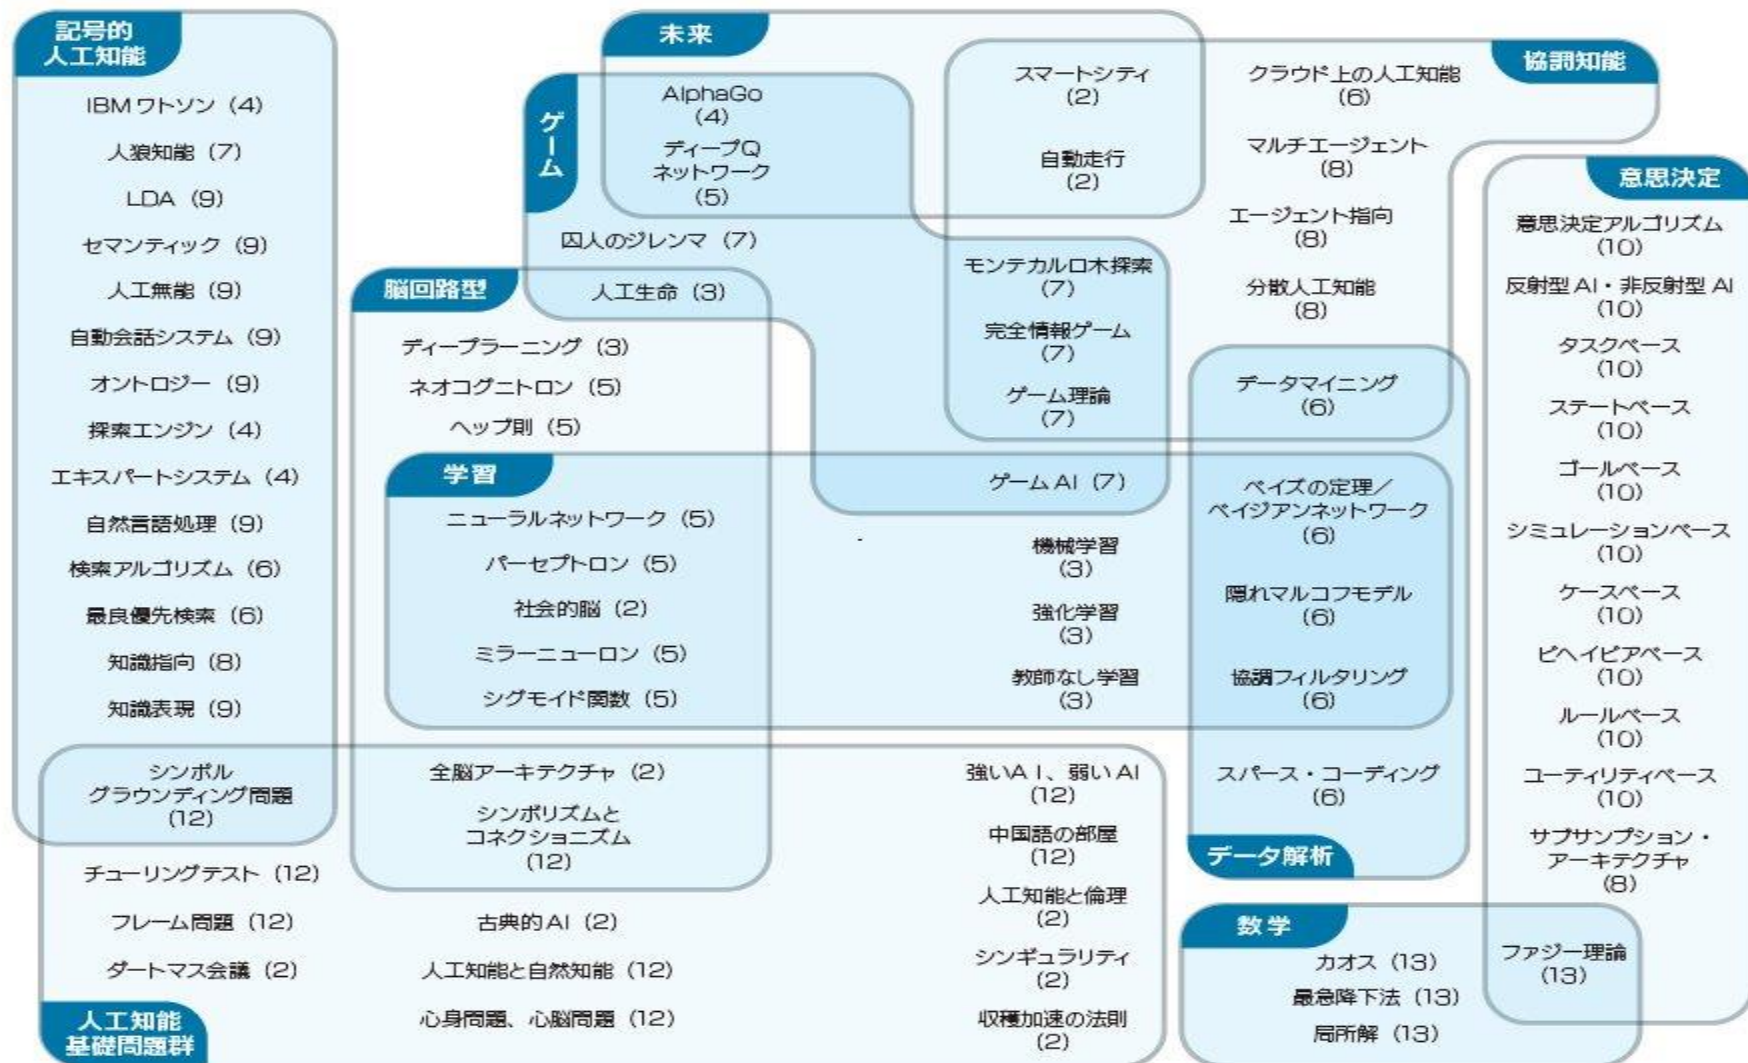 記号的
人工知能
IBMワトソン（4）
人狼知能（7）
LDA（9）
セマンティック（9）
人工無能（9）
自動会話システム（9）
オントロジー（9）
探索エンジン（4）
エキスパートシステム（4）
自然言語処理（9）
検索アルゴリズム（6）
最良優先検索（6）
知識指向（8）
知識表現（9）
シンボル
グラウンディング問題
（12）
チューリングテスト（12）
フレーム問題（12）
ダートマス会議（2）
人工知能
基礎問題群
未来
ゲーム
AlphaGo
（4）
ディープQ
ネットワーク
（5）
囚人のジレンマ（7）
脳回路型
人工生命（3）
ディープラーニング（3）
ネオコグニトロン（5）
ヘッブ則（5）
学習
ニューラルネットワーク（5）
パーセプトロン（5）
社会的脳（2）
ミラーニューロン（5）
シグモイド関数（5）
全脳アーキテクチャ（2）
シンボリズムと
コネクショニズム
（12）
古典的AI（2）
人工知能と自然知能（12）
心身問題、心脳問題（12）
スマートシティ
（2）
自動走行
（2）
モンテカルロ木探索
（7）
完全情報ゲーム
（7）
ゲーム理論
（7）
ゲームAI（7）
機械学習
（3）
強化学習
（3）
教師なし学習
（3）
強いAI、弱いAI
（12）
中国語の部屋
（12）
人工知能と倫理
（2）
シンギュラリティ
（2）
収穫加速の法則
（2）
協調知能
クラウド上の人工知能
（6）
マルチエージェント
（8）
エージェント指向
（8）
分散人工知能
（8）
データマイニング
（6）
ベイズの定理／
ベイジアンネットワーク
（6）
隠れマルコフモデル
（6）
協調フィルタリング
（6）
スパース・コーディング
（6）
データ解析
数学
カオス（13）
最急降下法（13）
局所解（13）
意思決定
意思決定アルゴリズム
（10）
反射型AI・非反射型AI
（10）
タスクベース
（10）
ステートベース
（10）
ゴールベース
（10）
シミュレーションベース
（10）
ケースベース
（10）
ビヘイビアベース
（10）
ルールベース
（10）
ユーティリティベース
（10）
サブサンプション・
アーキテクチャ
（8）
ファジー理論
（13）